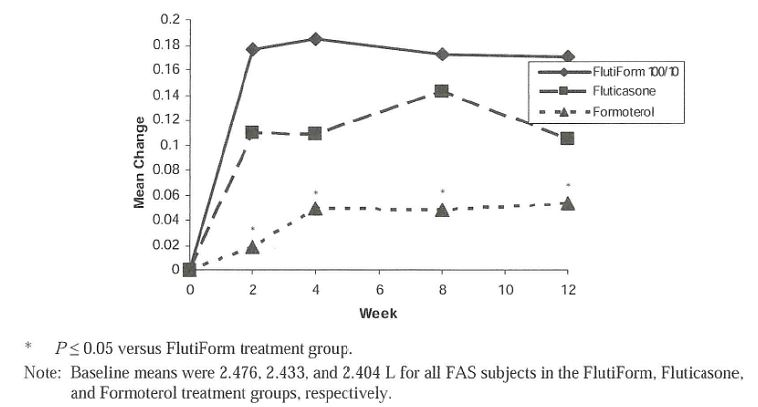 0.2
0.18
0.16
0.14
0.12
0.1
0.08
0.06
0.04
0.02
0
Mean Change
FlutiForm 100/10
Fluticasone
Formoterol
*
*
*
*
0 2 4 6 8 10 12
Week
* P ≤ 0.05 versus FlutiForm treatment group.
Note: Baseline means were 2.476, 2.433, and 2.404 L for all FAS subjects in the FlutiForm, Fluticasone,
and Formoterol treatment groups, respectively.